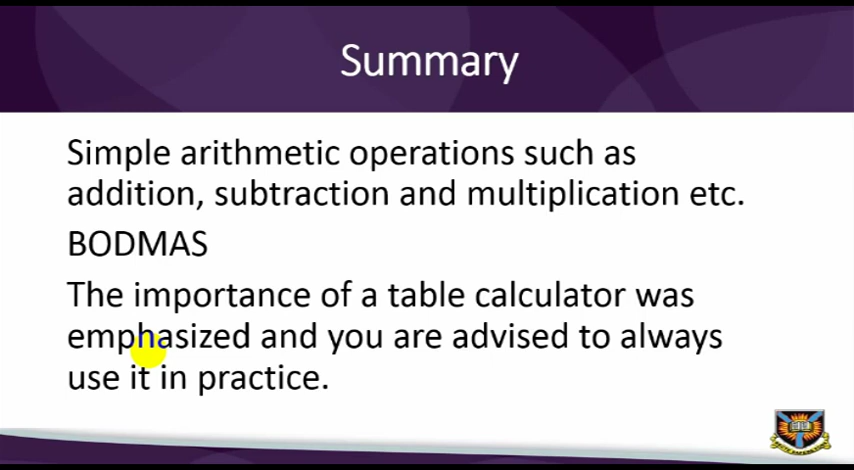 Summary
Simple arithmetic operations such as
addition, subtraction and multiplication etc.
BODMAS
The importance of a table calculator was
emphasized and you are advised to always
use it in practice.